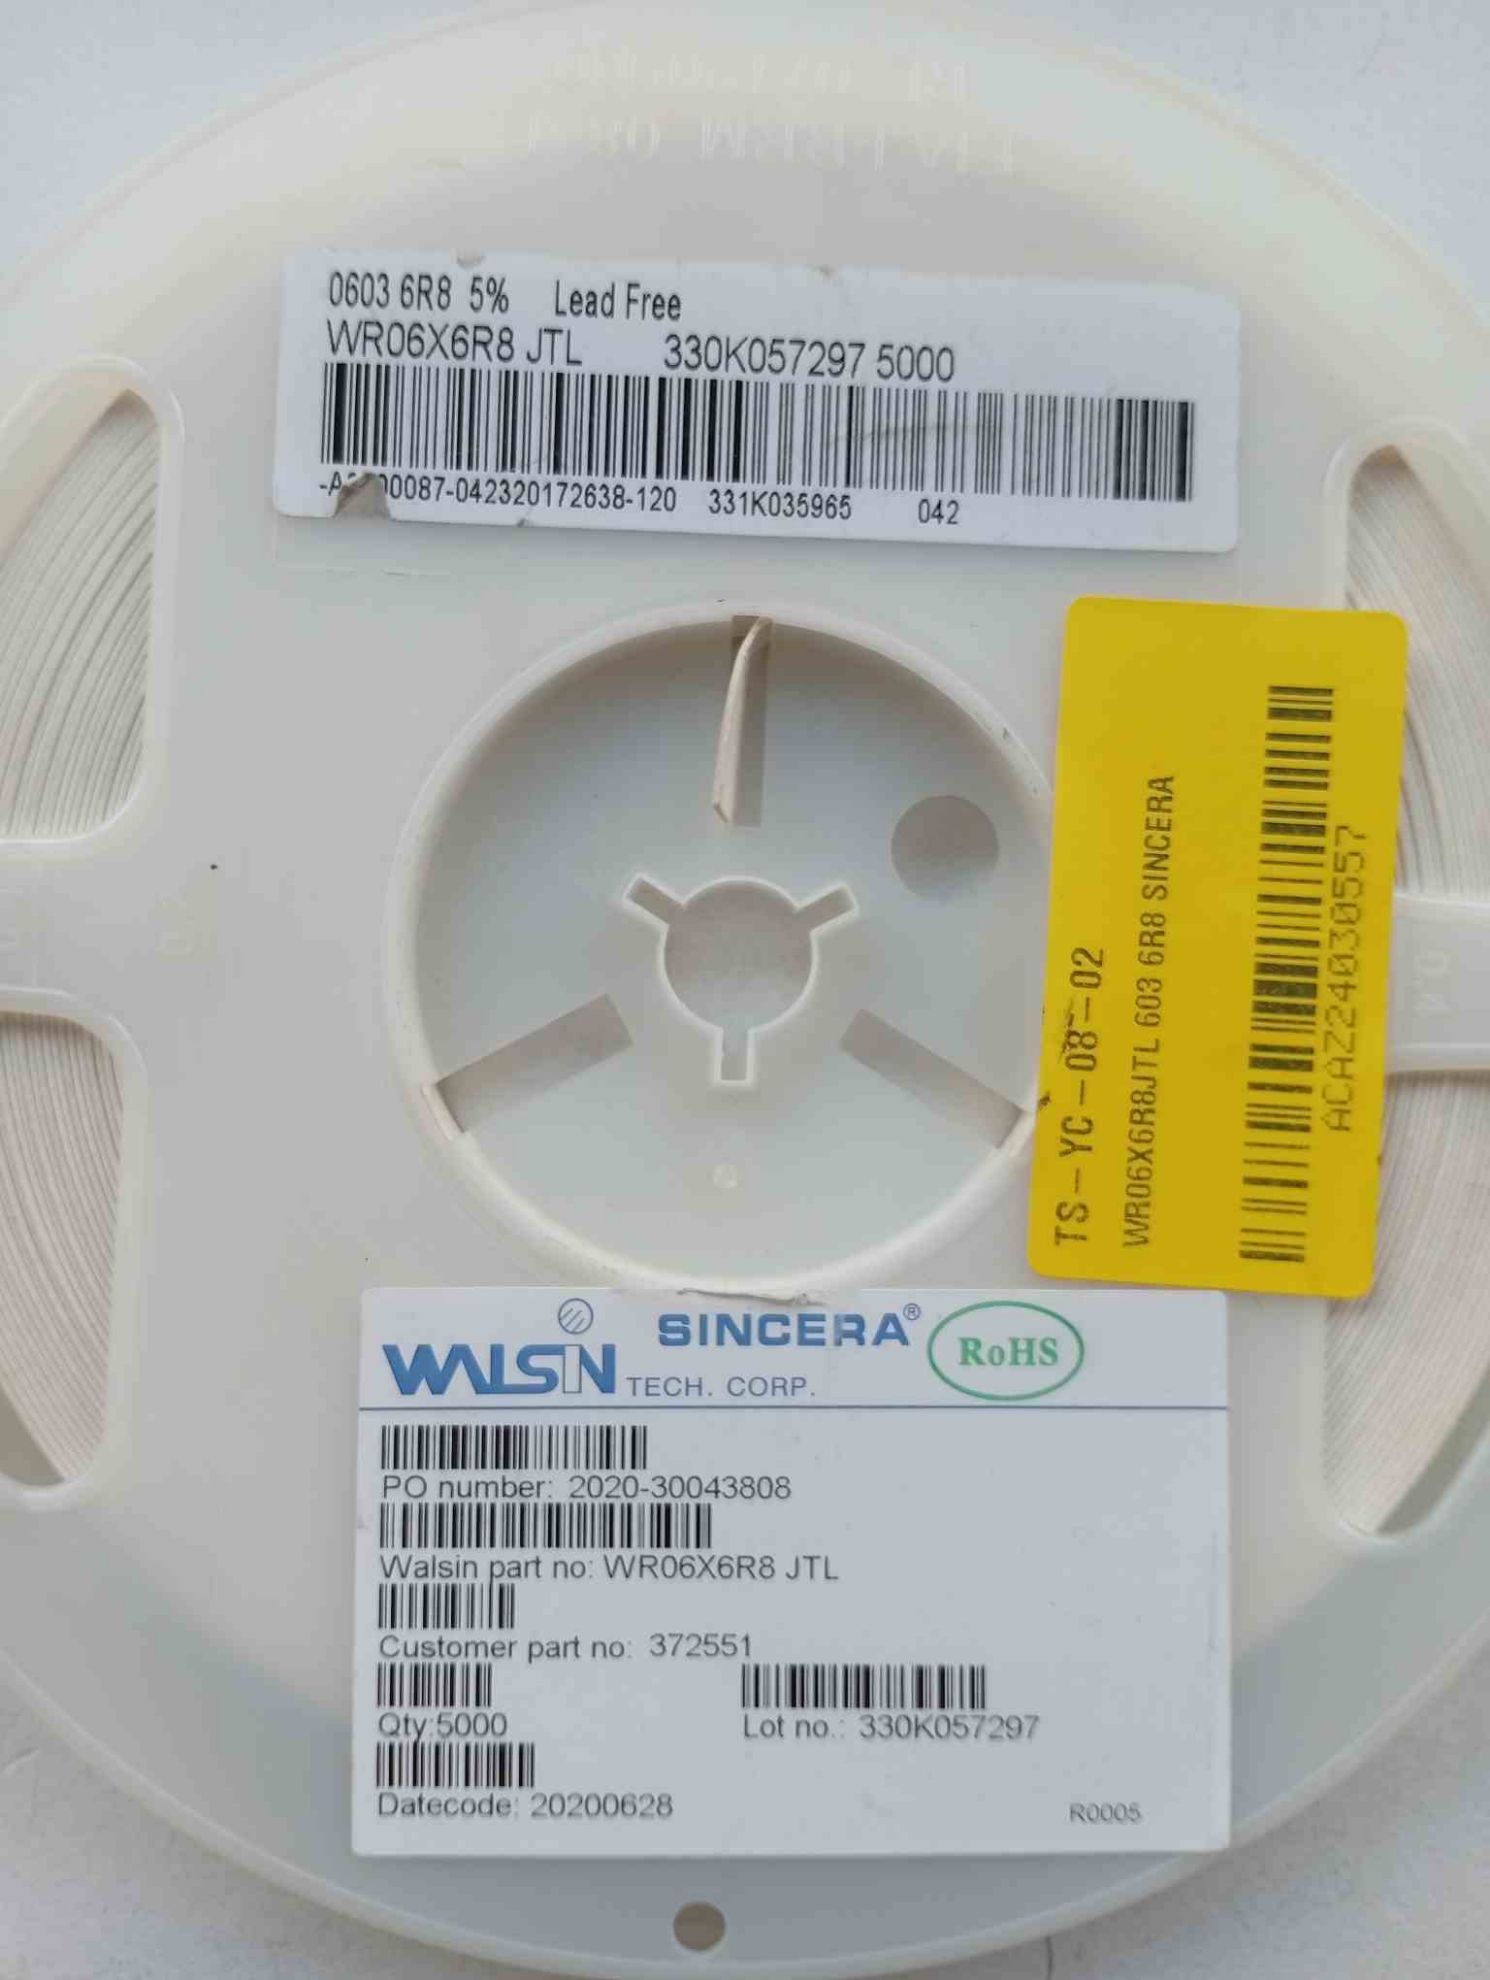 0603 6R8 5% Lead Free
WR06X6R8 JTL 330K057297 5000
00087-042320172638-120 331K035965 042
TS-YC-08-02
WR06X6R8JTL 603 6R8 SINCERA
ACAZ24030557
WALSIN TECH. CORP.
SINCERA®
RoHS
PO number: 2020-30043808
Walsin part no: WR06X6R8 JTL
Customer part no: 372551
Qty:5000 Lot no.: 330K057297
Datecode: 20200628
R0005